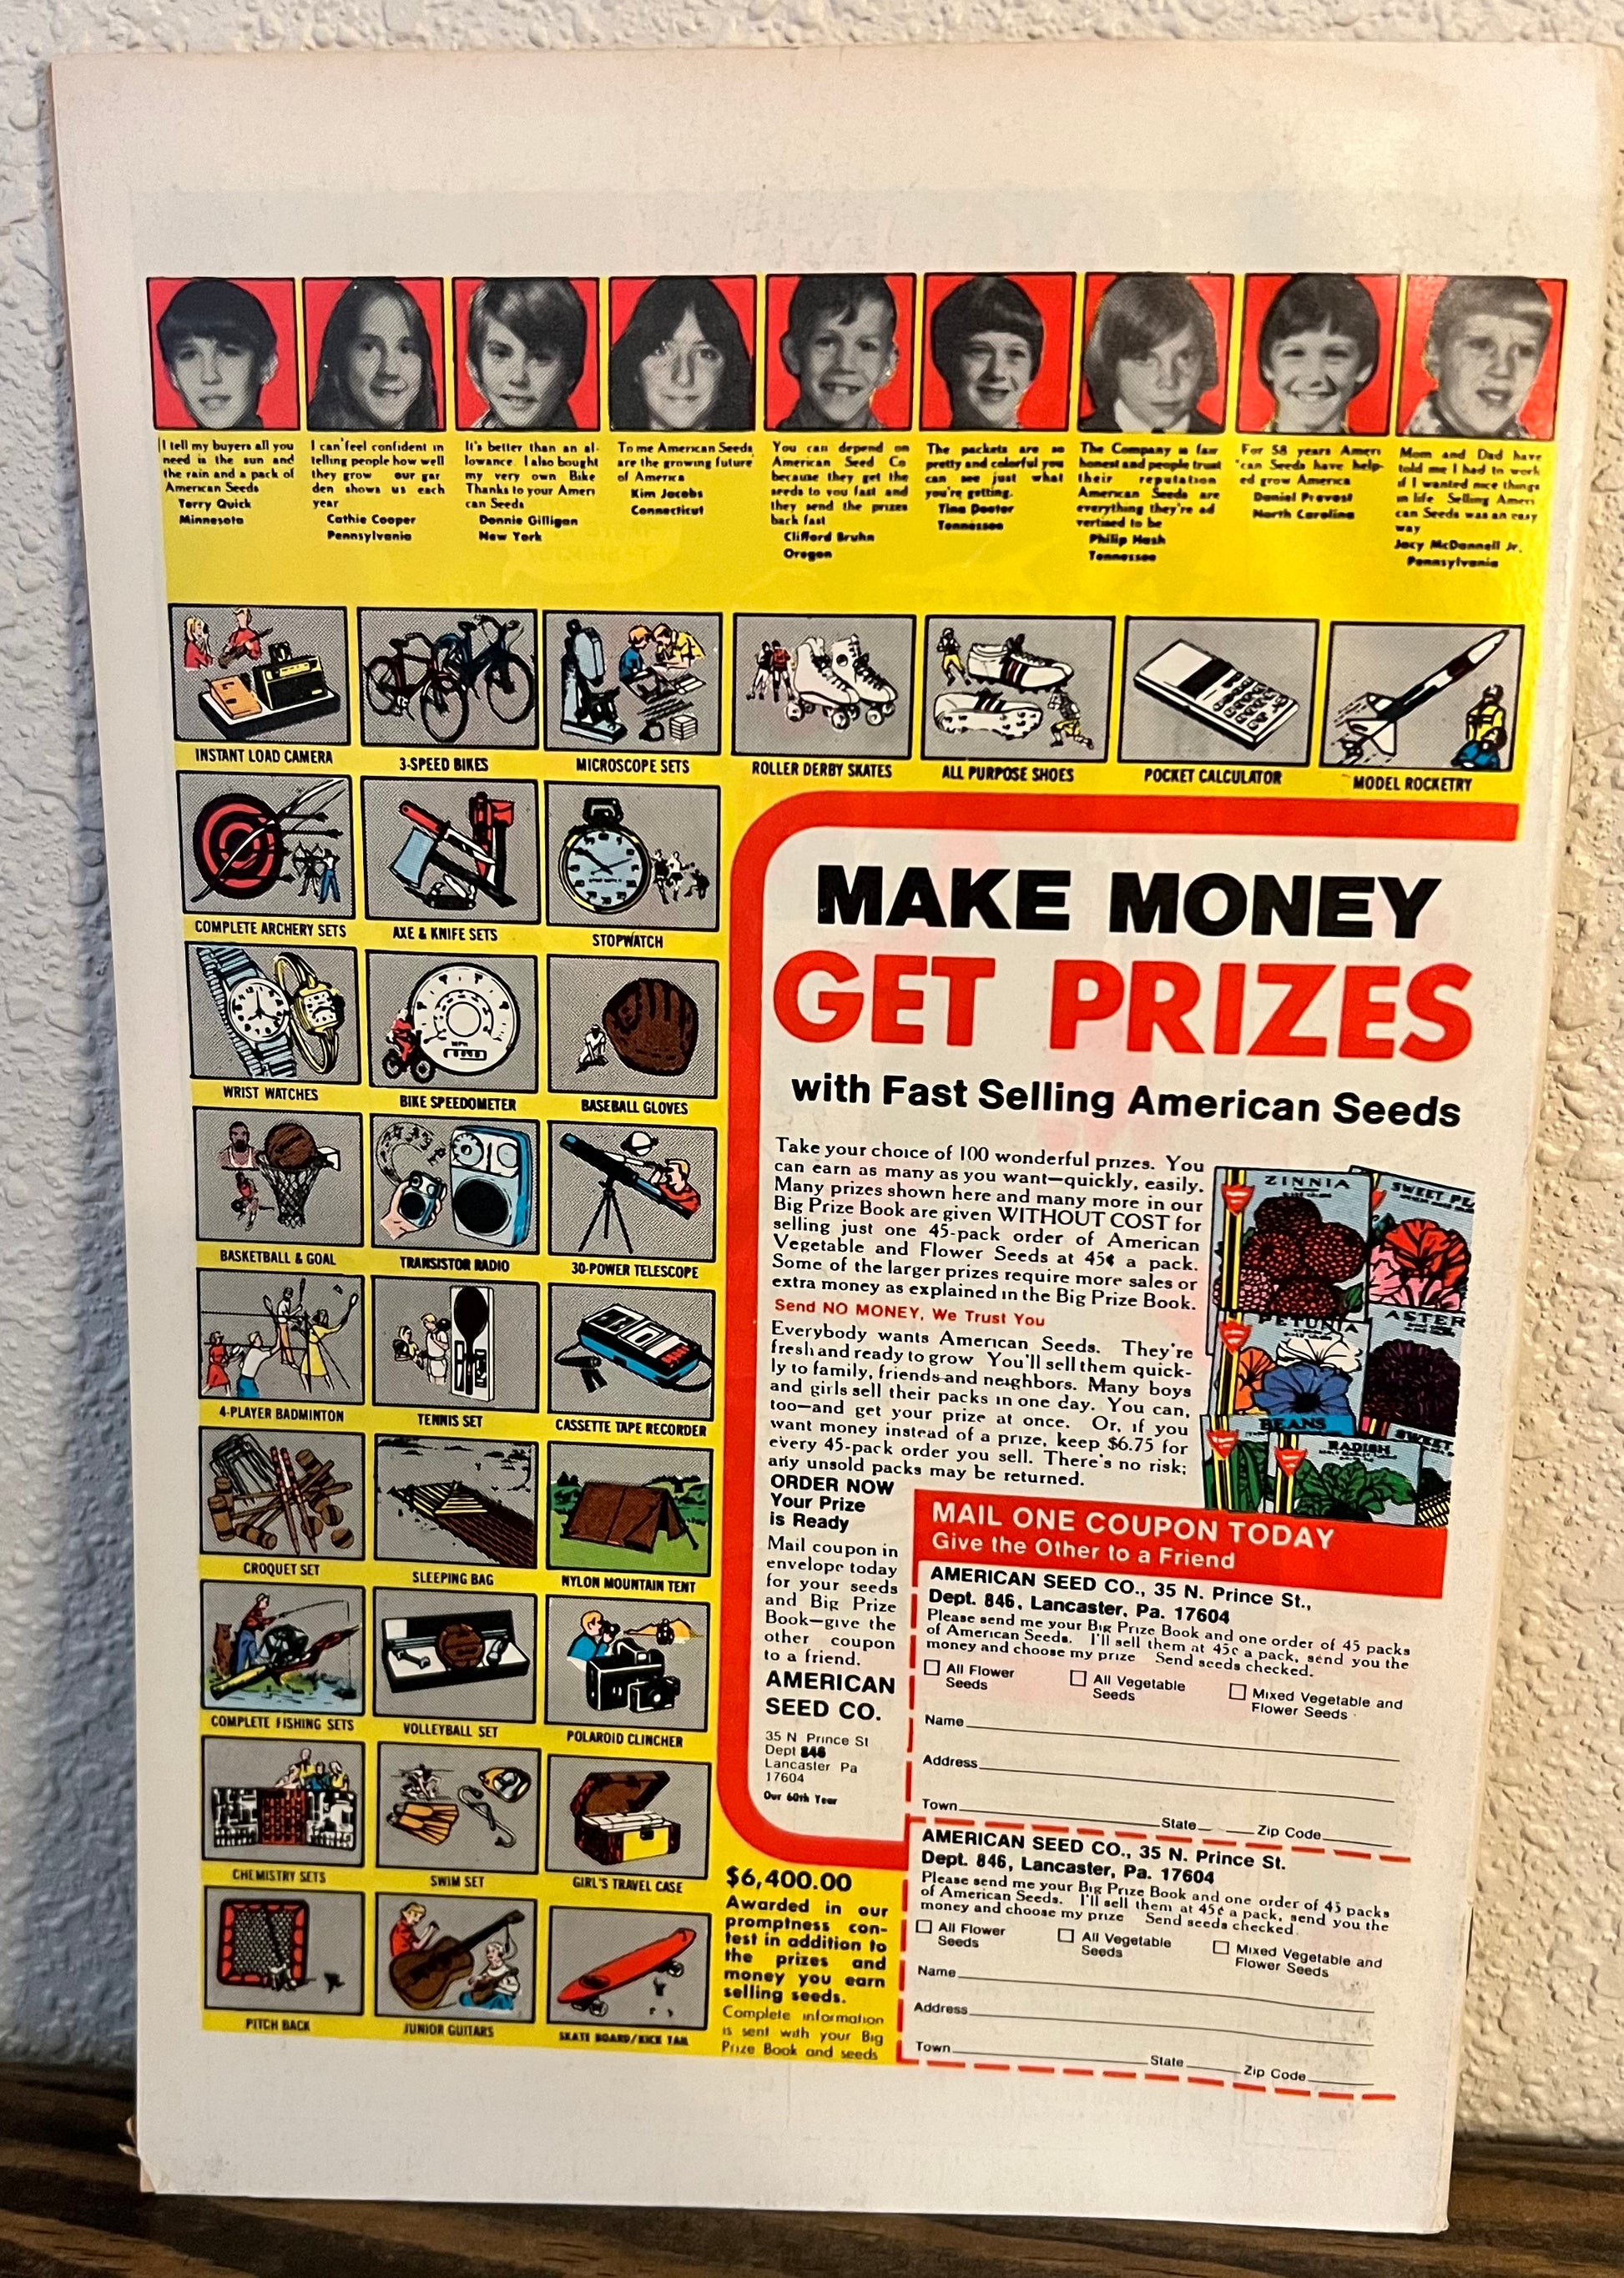 I tell my buyers all you
need is the sun and
the rain and a pack of
American Seeds
Terry Quick
Minnesota
I can feel confident in
telling people how well
they grow our gar
den shows us each
year
Cathie Cooper
Pennsylvania
It's better than an al-
lowance. I also bought
my very own Bike
Thanks to your Ameri
can Seeds
Donnie Gilligan
New York
To me American Seeds
are the growing future
of America
Kim Jacobs
Connecticut
You can depend on
American Seed Co
because they get the
seeds to you fast and
they send the prizes
back fast
Clifford Bruhn
Oregon
The packets are so
pretty and colorful you
can see just what
you're getting.
Tina Deeter
Tennessee
The Company is fair
honest and people trust
their reputation
American Seeds are
everything they're ad
vertised to be
Philip Hash
Tennessee
For 58 years Ameri
can Seeds have help-
ed grow America
Daniel Prevost
North Carolina
Mom and Dad have
told me I had to work
if I wanted nice things
in life Selling Ameri
can Seeds was an easy
way
Jacy McDannell Jr.
Pennsylvania
INSTANT LOAD CAMERA
3-SPEED BIKES
MICROSCOPE SETS
ROLLER DERBY SKATES
ALL PURPOSE SHOES
POCKET CALCULATOR
MODEL ROCKETRY
COMPLETE ARCHERY SETS
AXE & KNIFE SETS
STOPWATCH
WRIST WATCHES
MPH
BIKE SPEEDOMETER
BASEBALL GLOVES
BASKETBALL & GOAL
TRANSISTOR RADIO
30-POWER TELESCOPE
4-PLAYER BADMINTON
TENNIS SET
CASSETTE TAPE RECORDER
CROQUET SET
SLEEPING BAG
NYLON MOUNTAIN TENT
COMPLETE FISHING SETS
VOLLEYBALL SET
POLAROID CLINCHER
CHEMISTRY SETS
SWIM SET
GIRL'S TRAVEL CASE
PITCH BACK
JUNIOR GUITARS
SKATE BOARD/KICK TAIL
MAKE MONEY
GET PRIZES
with Fast Selling American Seeds
Take your choice of 100 wonderful prizes. You
can earn as many as you want—quickly, easily.
Many prizes shown here and many more in our
Big Prize Book are given WITHOUT COST for
selling just one 45-pack order of American
Vegetable and Flower Seeds at 45¢ a pack.
Some of the larger prizes require more sales or
extra money as explained in the Big Prize Book.
Send NO MONEY, We Trust You
Everybody wants American Seeds. They're
fresh and ready to grow You'll sell them quick-
ly to family, friends and neighbors. Many boys
and girls sell their packs in one day. You can,
too—and get your prize at once. Or, if you
want money instead of a prize, keep $6.75 for
every 45-pack order you sell. There's no risk;
any unsold packs may be returned.
ZINNIA
SWEET PE
PETUNIA
ASTER
BEANS
RADISH
SWEET
ORDER NOW
Your Prize
is Ready
Mail coupon in
envelope today
for your seeds
and Big Prize
Book—give the
other coupon
to a friend.
AMERICAN
SEED CO.
35 N Prince St
Dept 846
Lancaster Pa
17604
Our 60th Year
MAIL ONE COUPON TODAY
Give the Other to a Friend
AMERICAN SEED CO., 35 N. Prince St.,
Dept. 846, Lancaster, Pa. 17604
Please send me your Big Prize Book and one order of 45 packs
of American Seeds. I'll sell them at 45¢ a pack, send you the
money and choose my prize Send seeds checked.
All Flower
Seeds
All Vegetable
Seeds
Mixed Vegetable and
Flower Seeds
Name
Address
Town State Zip Code
AMERICAN SEED CO., 35 N. Prince St.
Dept. 846, Lancaster, Pa. 17604
Please send me your Big Prize Book and one order of 45 packs
of American Seeds. I'll sell them at 45¢ a pack, send you the
money and choose my prize Send seeds checked
All Flower
Seeds
All Vegetable
Seeds
Mixed Vegetable and
Flower Seeds
Name
Address
Town State Zip Code
$6,400.00
Awarded in our
promptness con-
test in addition to
the prizes and
money you earn
selling seeds.
Complete information
is sent with your Big
Prize Book and seeds